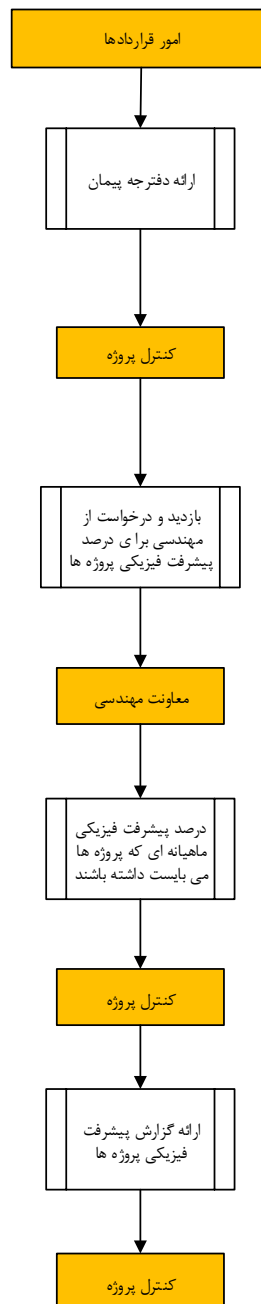 امور قراردادها
ارائه دفترجه پیمان
کنترل پروژه
بازدید و درخواست از
مهندسی برا ی درصد
پیشرفت فیزیکی پروژه ها
معاونت مهندسی
درصد پیشرفت فیزیکی
ماهیانه ای که پروژه ها
می بایست داشته باشند
کنترل پروژه
ارائه گزارش پیشرفت
فیزیکی پروژه ها
کنترل پروژه